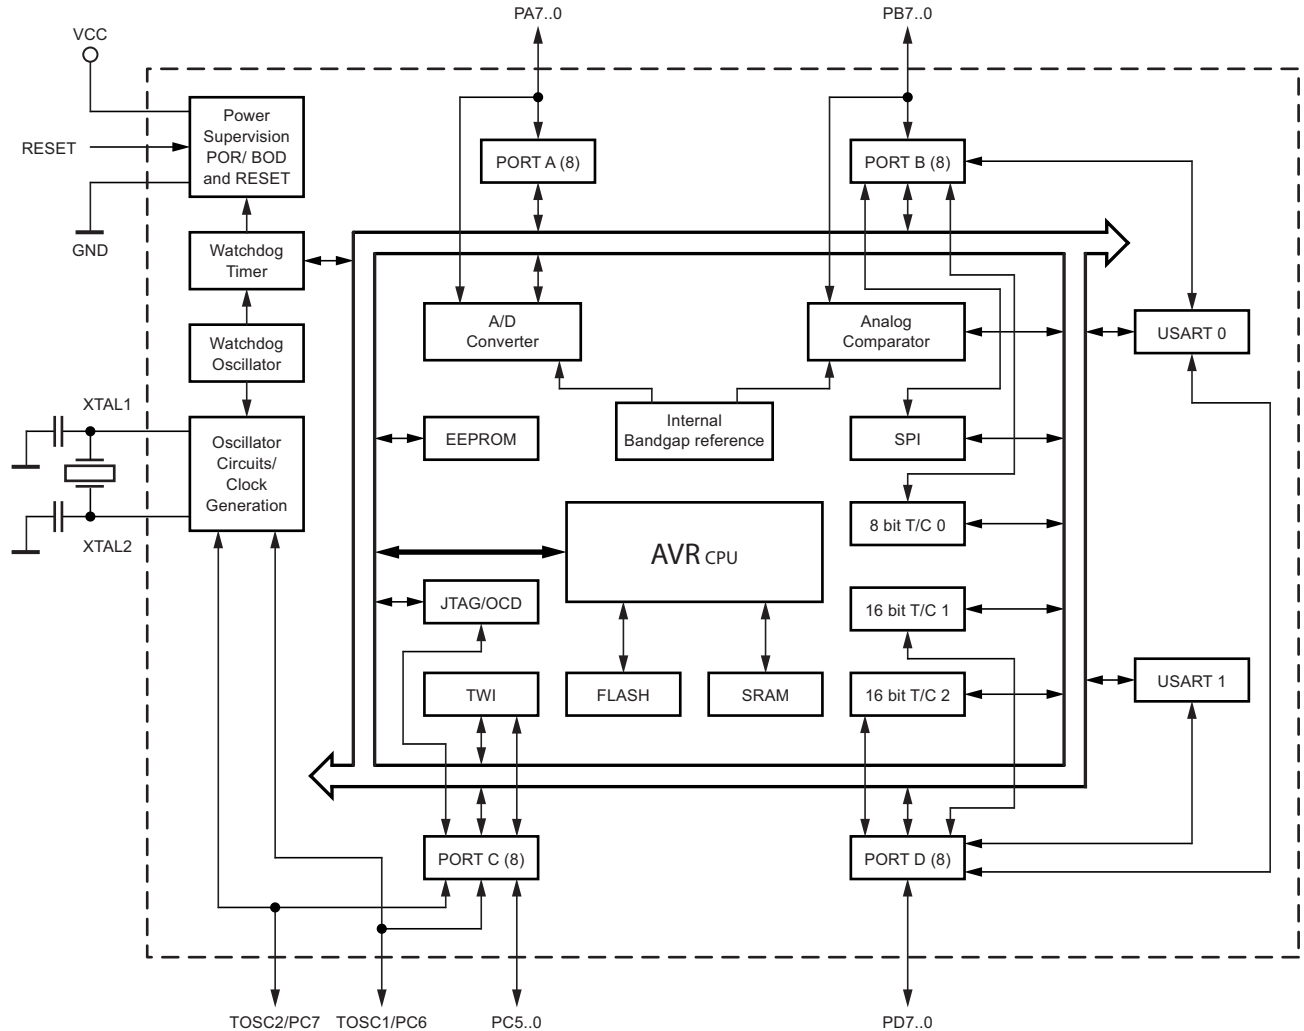 PA7..0
PB7..0
VCC
RESET
GND
Power
Supervision
POR/ BOD
and RESET
PORT A (8)
PORT B (8)
Watchdog
Timer
Watchdog
Oscillator
A/D
Converter
Analog
Comparator
USART 0
XTAL1
XTAL2
Oscillator
Circuits/
Clock
Generation
EEPROM
Internal
Bandgap reference
SPI
AVR CPU
8 bit T/C 0
JTAG/OCD
16 bit T/C 1
TWI
FLASH
SRAM
16 bit T/C 2
USART 1
PORT C (8)
PORT D (8)
TOSC2/PC7
TOSC1/PC6
PC5..0
PD7..0